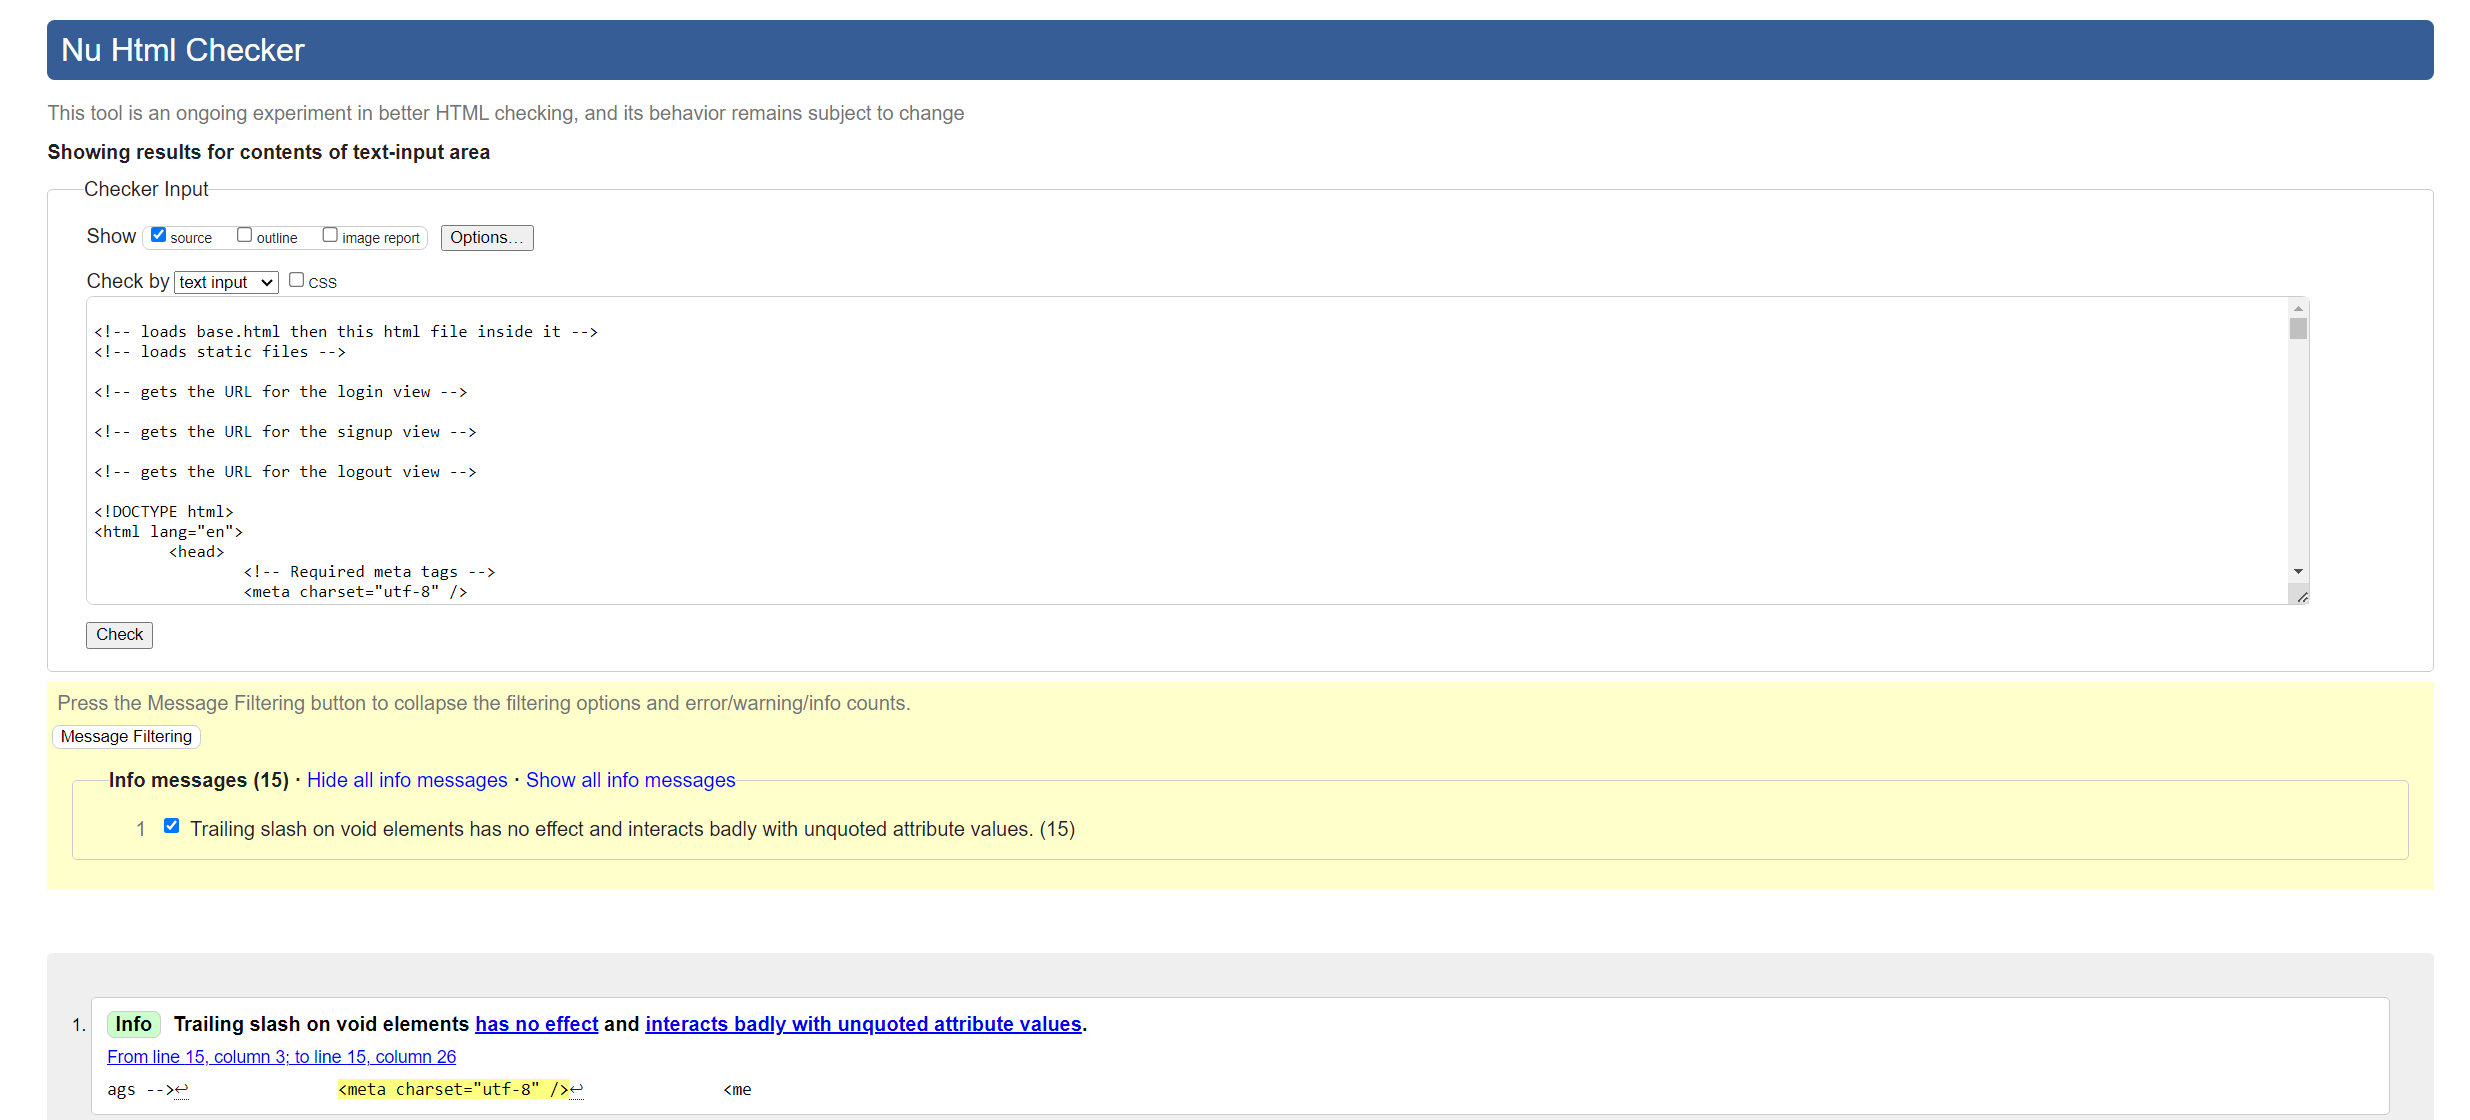 Nu Html Checker
This tool is an ongoing experiment in better HTML checking, and its behavior remains subject to change
Showing results for contents of text-input area
Checker Input
Show source outline image report Options...
Check by text input CSS
<!-- loads base.html then this html file inside it -->
<!-- loads static files -->
<!-- gets the URL for the login view -->
<!-- gets the URL for the signup view -->
<!-- gets the URL for the logout view -->
<!DOCTYPE html>
<html lang="en">
<head>
<!-- Required meta tags -->
<meta charset="utf-8" />
Check
Press the Message Filtering button to collapse the filtering options and error/warning/info counts.
Message Filtering
Info messages (15) · Hide all info messages · Show all info messages
1 Trailing slash on void elements has no effect and interacts badly with unquoted attribute values. (15)
1. Info Trailing slash on void elements has no effect and interacts badly with unquoted attribute values.
From line 15, column 3; to line 15, column 26
ags -->↩ <meta charset="utf-8" />↩ <me